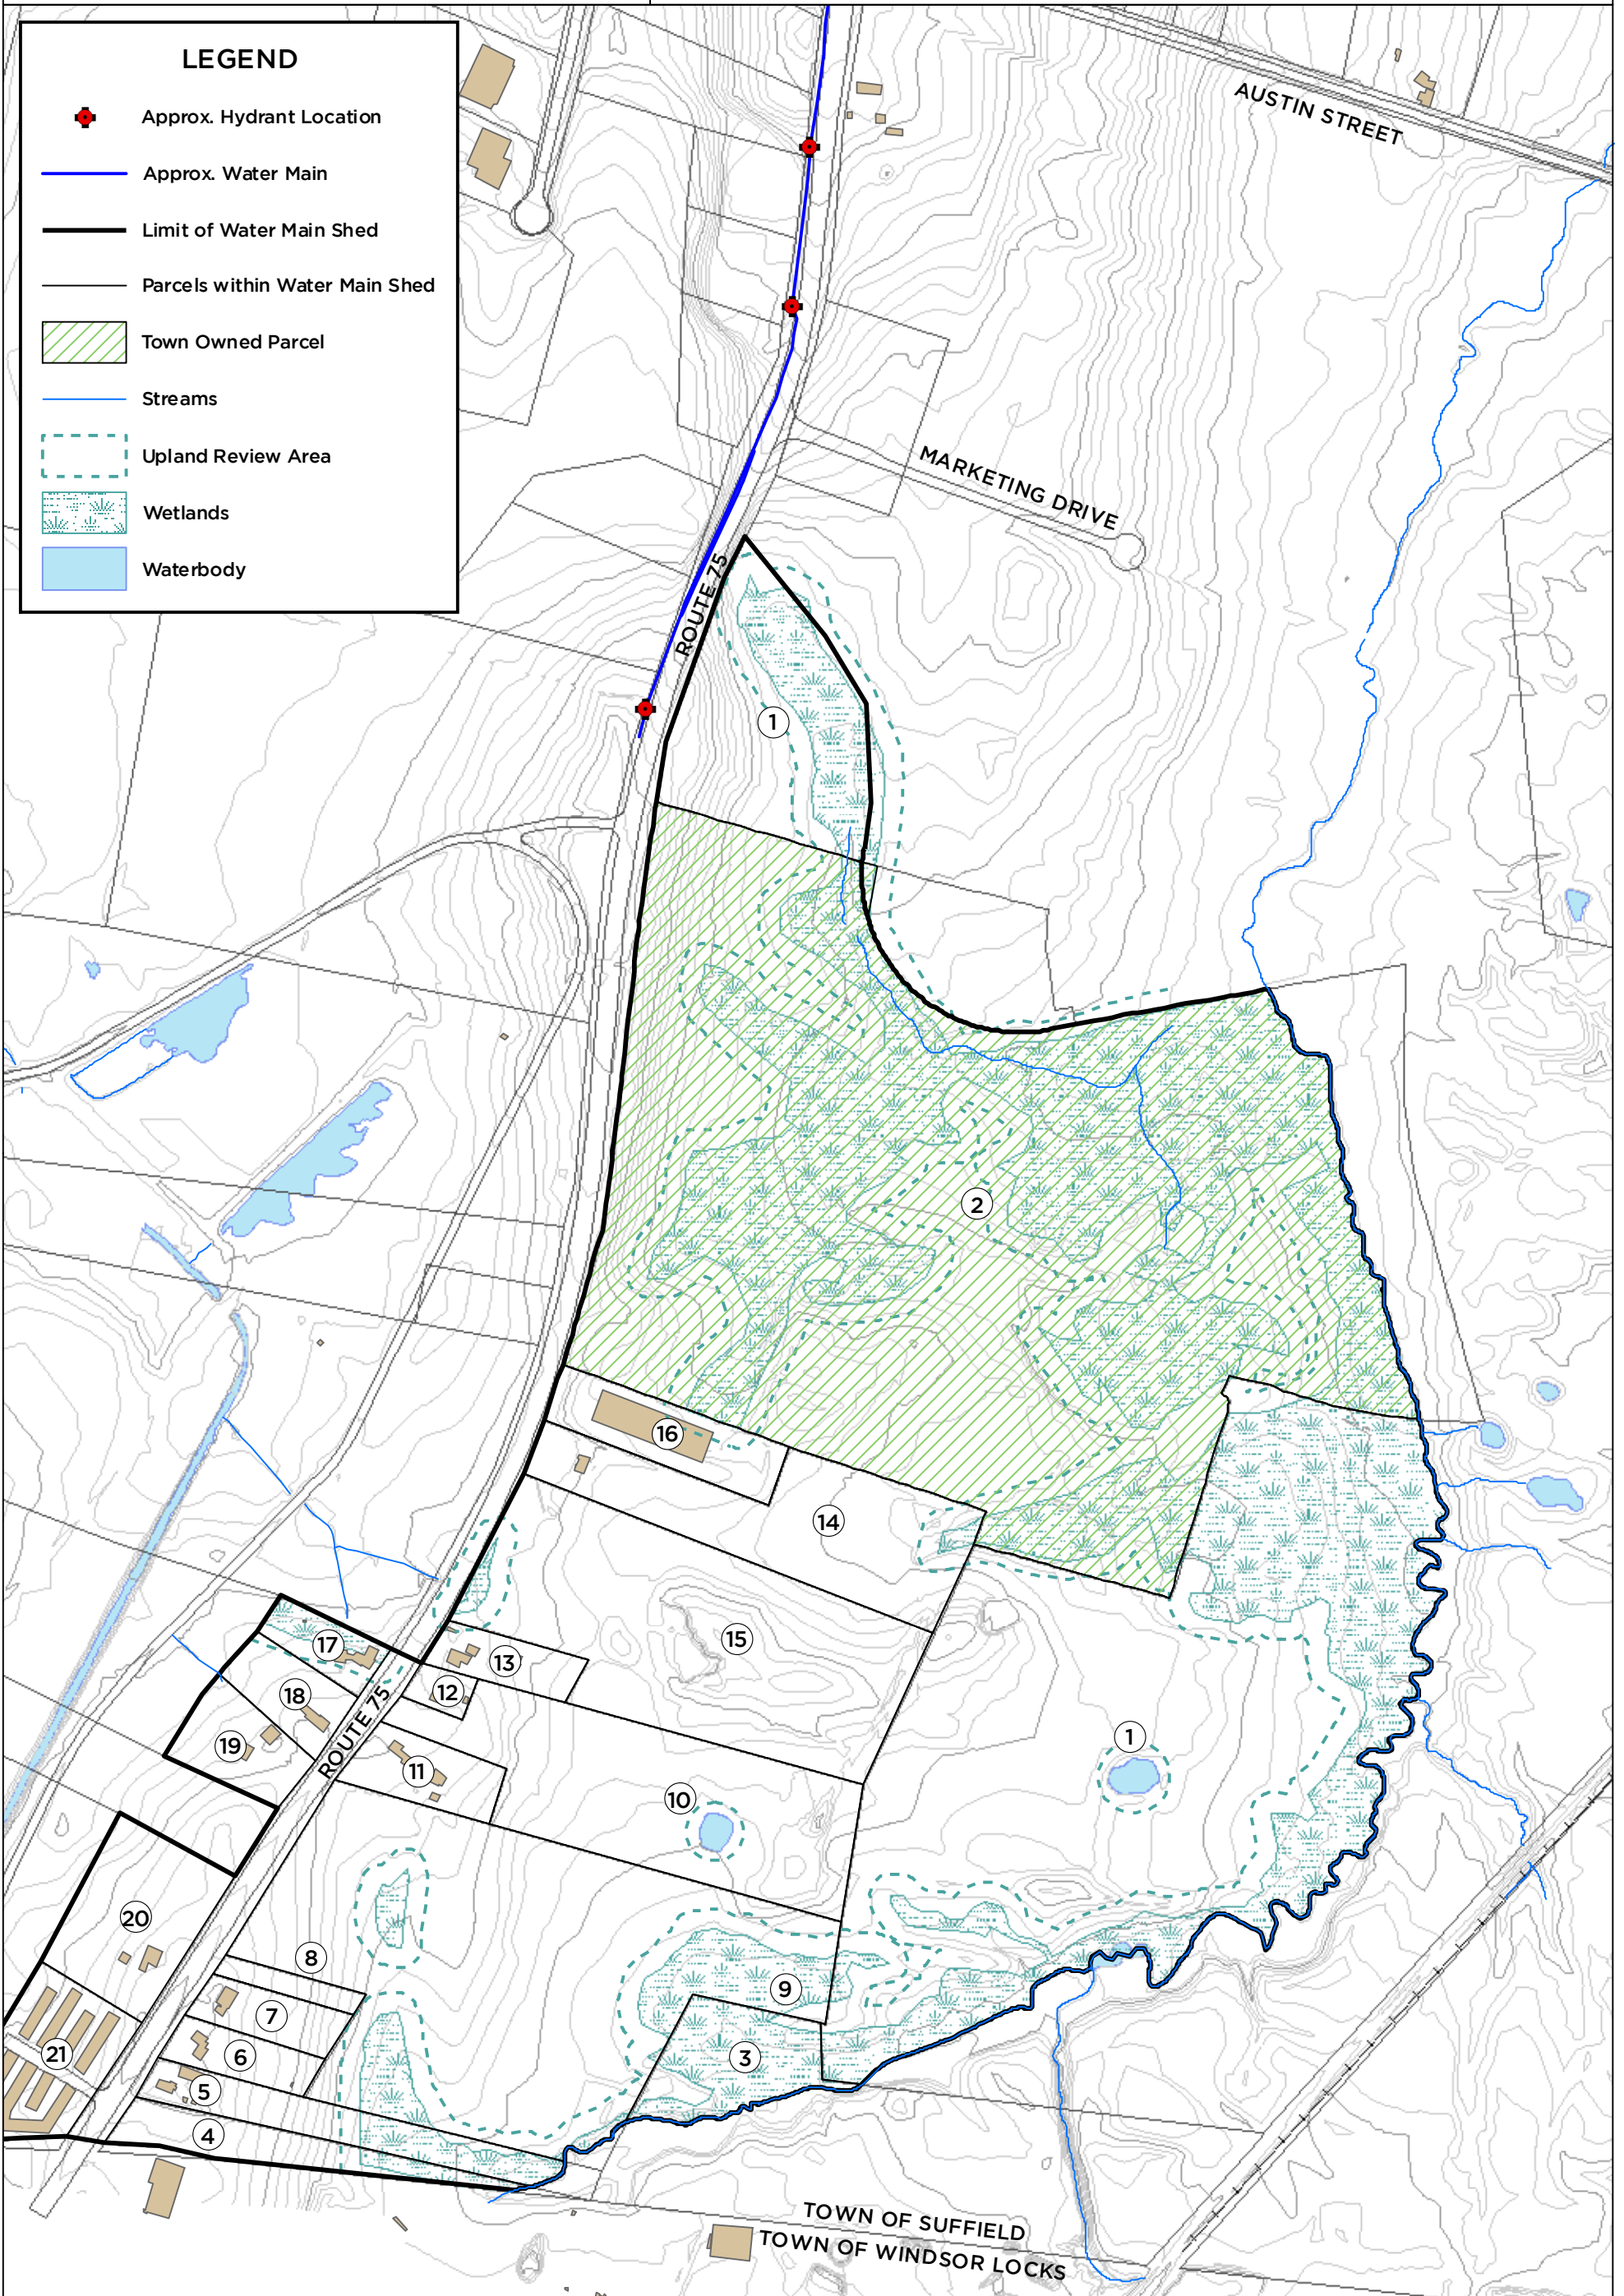 LEGEND
Approx. Hydrant Location
Approx. Water Main
Limit of Water Main Shed
Parcels within Water Main Shed
Town Owned Parcel
Streams
Upland Review Area
Wetlands
Waterbody
AUSTIN STREET
MARKETING DRIVE
ROUTE 75
1
2
16
14
15
17
13
12
18
19
ROUTE 75
11
1
10
20
8
9
7
21
6
3
5
4
TOWN OF SUFFIELD
TOWN OF WINDSOR LOCKS